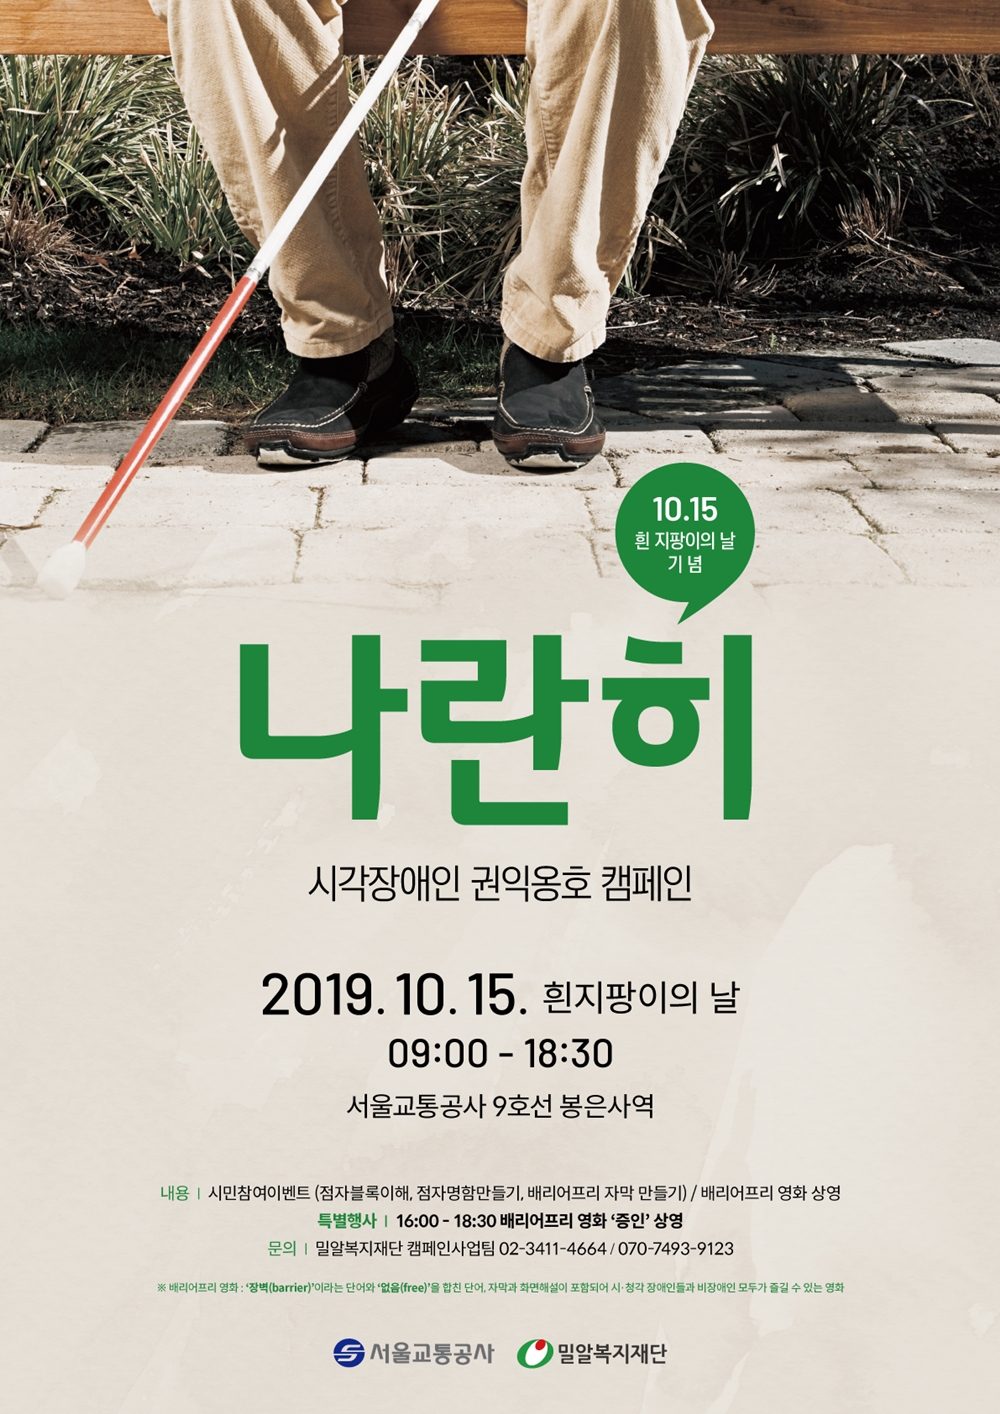 10.15
흰 지팡이의 날
기 념
나란히
시각장애인 권익옹호 캠페인
2019. 10. 15. 흰지팡이의 날
09:00 - 18:30
서울교통공사 9호선 봉은사역
내용 | 시민참여이벤트 (점자블록이해, 점자명함만들기, 배리어프리 자막 만들기) / 배리어프리 영화 상영
특별행사 | 16:00 - 18:30 배리어프리 영화 ‘증인’ 상영
문의 | 밀알복지재단 캠페인사업팀 02-3411-4664 / 070-7493-9123
※ 배리어프리 영화 : ‘장벽(barrier)’이라는 단어와 ‘없음(free)’을 합친 단어, 자막과 화면해설이 포함되어 시·청각 장애인들과 비장애인 모두가 즐길 수 있는 영화
서울교통공사 밀알복지재단